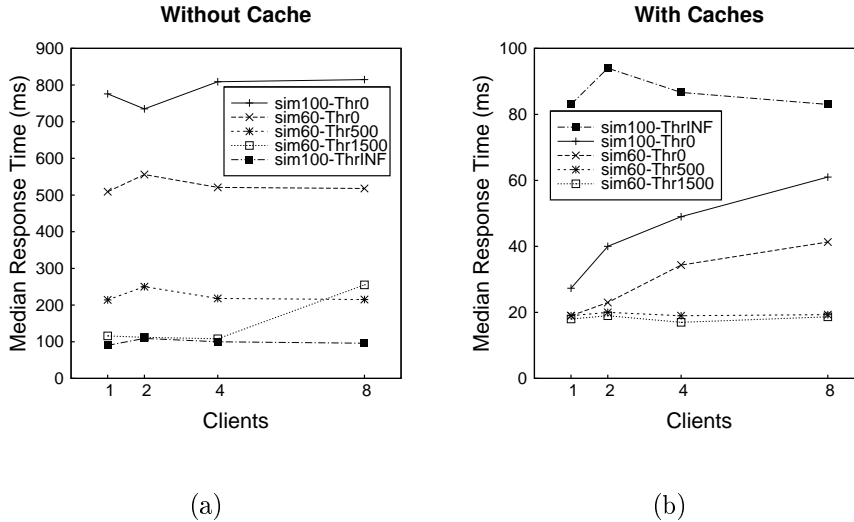 Without Cache
900
800
700
600
500
400
300
200
100
0
Median Response Time (ms)
sim100-Thr0
sim60-Thr0
sim60-Thr500
sim60-Thr1500
sim100-ThrINF
1 2 4 8
Clients
(a)
With Caches
100
80
60
40
20
0
Median Response Time (ms)
sim100-ThrINF
sim100-Thr0
sim60-Thr0
sim60-Thr500
sim60-Thr1500
1 2 4 8
Clients
(b)